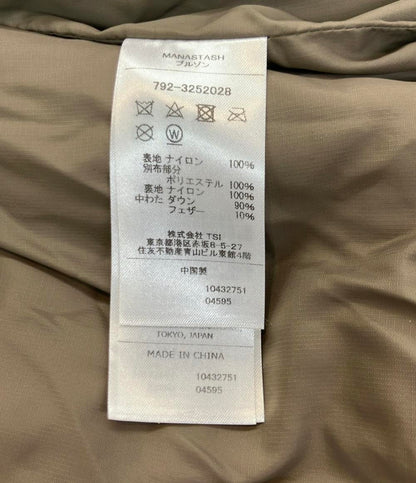 MANASTASH
ブルゾン
792-3252028
W
表地 ナイロン 100%
別布部分
ポリエステル 100%
裏地 ナイロン 100%
中わた ダウン 90%
フェザー 10%
株式会社 TSI
東京都港区赤坂8-5-27
住友不動産青山ビル東館4階
中国製
10432751
04595
TOKYO, JAPAN
MADE IN CHINA
10432751
04595